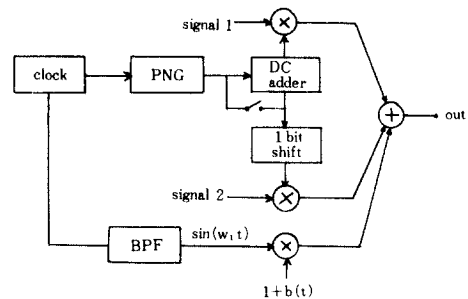 signal 1
×
clock
PNG
DC
adder
+
out
1 bit
shift
signal 2
×
BPF
sin(w₁t)
×
1+b(t)